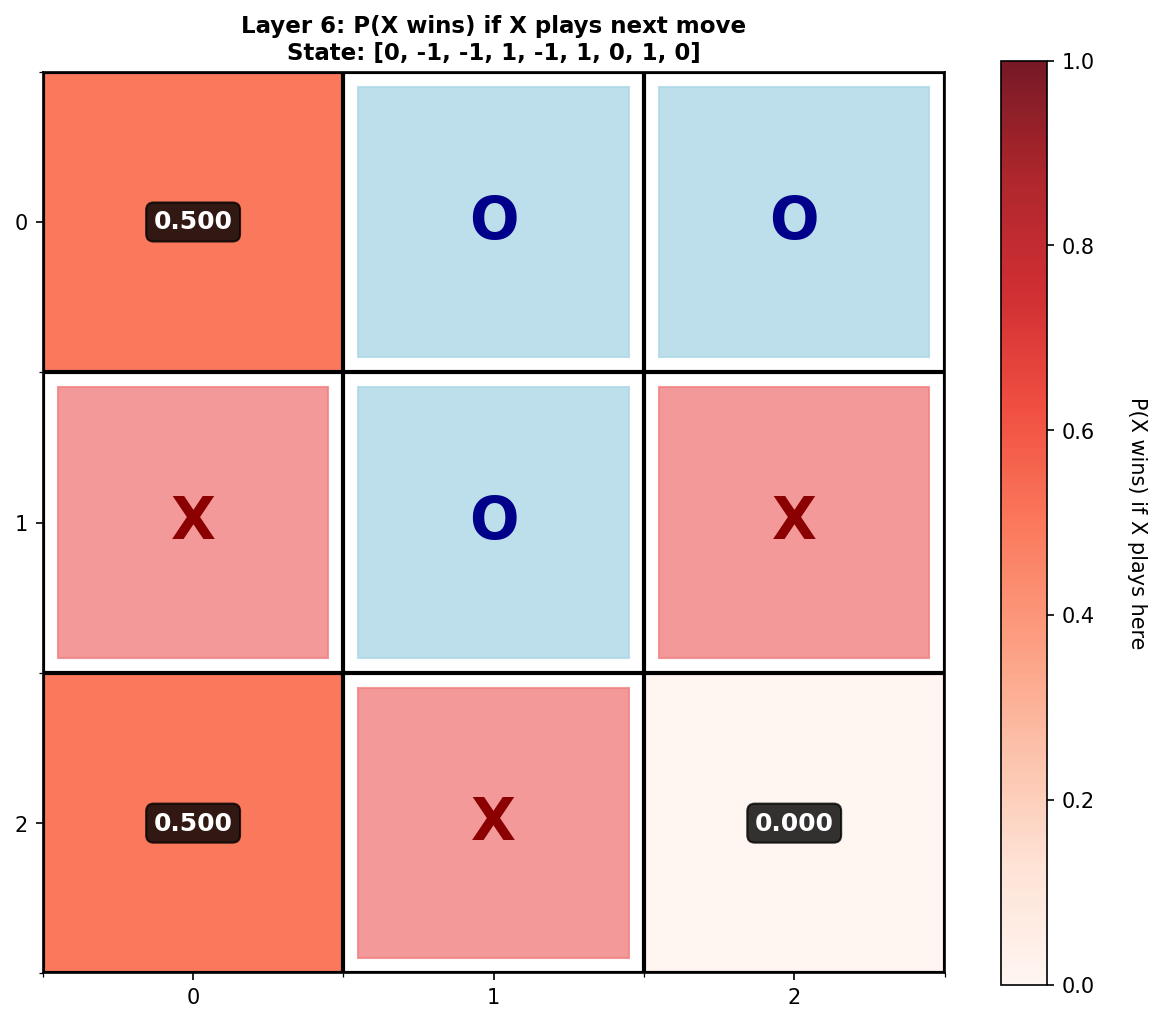 Layer 6: P(X wins) if X plays next move
State: [0, -1, -1, 1, -1, 1, 0, 1, 0]
0
0.500
O
O
1
X
O
X
2
0.500
X
0.000
0
1
2
1.0
0.8
0.6
0.4
0.2
0.0
P(X wins) if X plays here